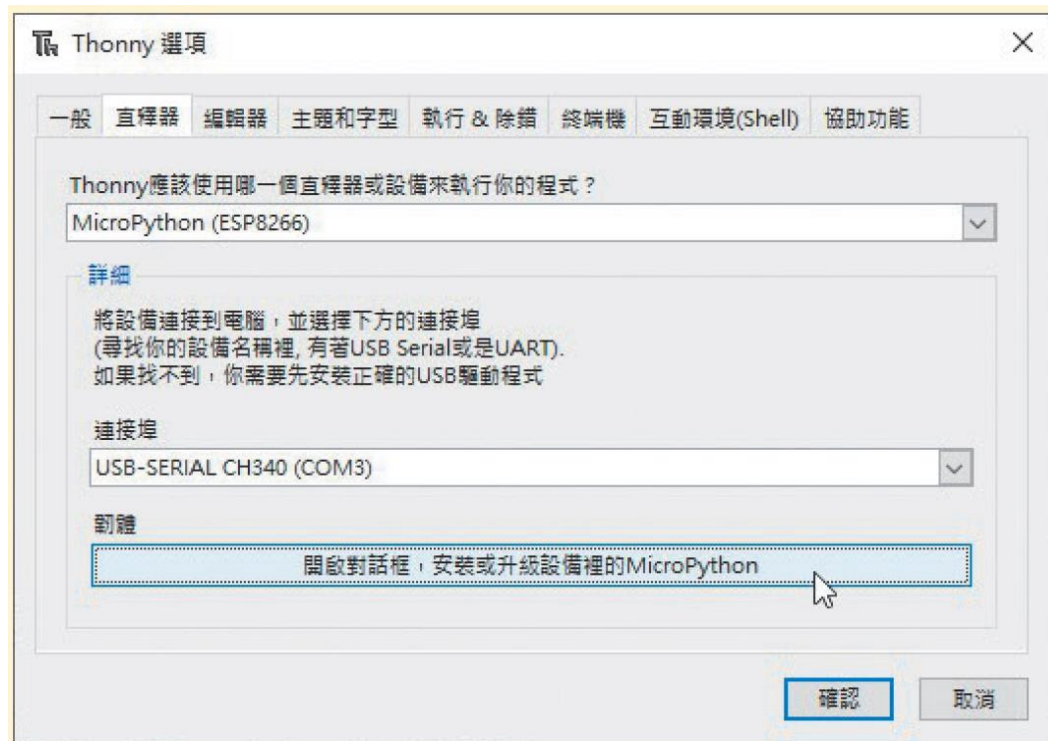 Thonny 選項
一般 直稱器 編輯器 主題和字型 執行 & 除錯 終端機 互動環境(Shell) 協助功能
Thonny應該使用哪一個直稱器或設備來執行你的程式？
MicroPython (ESP8266)
詳細
將設備連接到電腦，並選擇下方的連接埠
(尋找你的設備名稱裡, 有著USB Serial或是UART).
如果找不到，你需要先安裝正確的USB驅動程式
連接埠
USB-SERIAL CH340 (COM3)
韌體
開啟對話框，安裝或升級設備裡的MicroPython
確認 取消